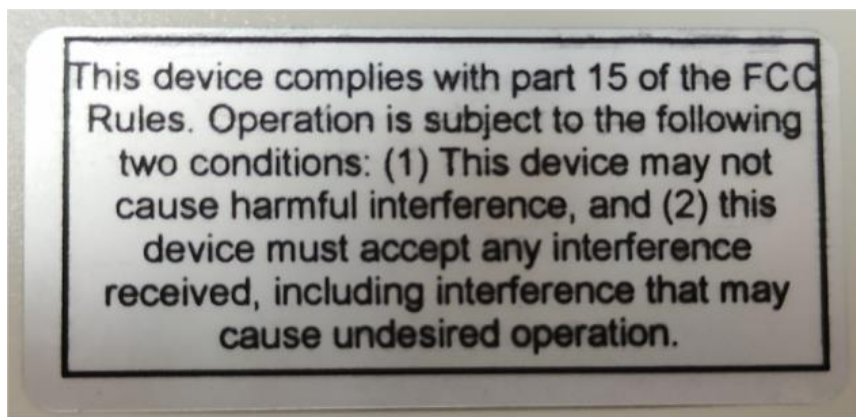 This device complies with part 15 of the FCC
Rules. Operation is subject to the following
two conditions: (1) This device may not
cause harmful interference, and (2) this
device must accept any interference
received, including interference that may
cause undesired operation.